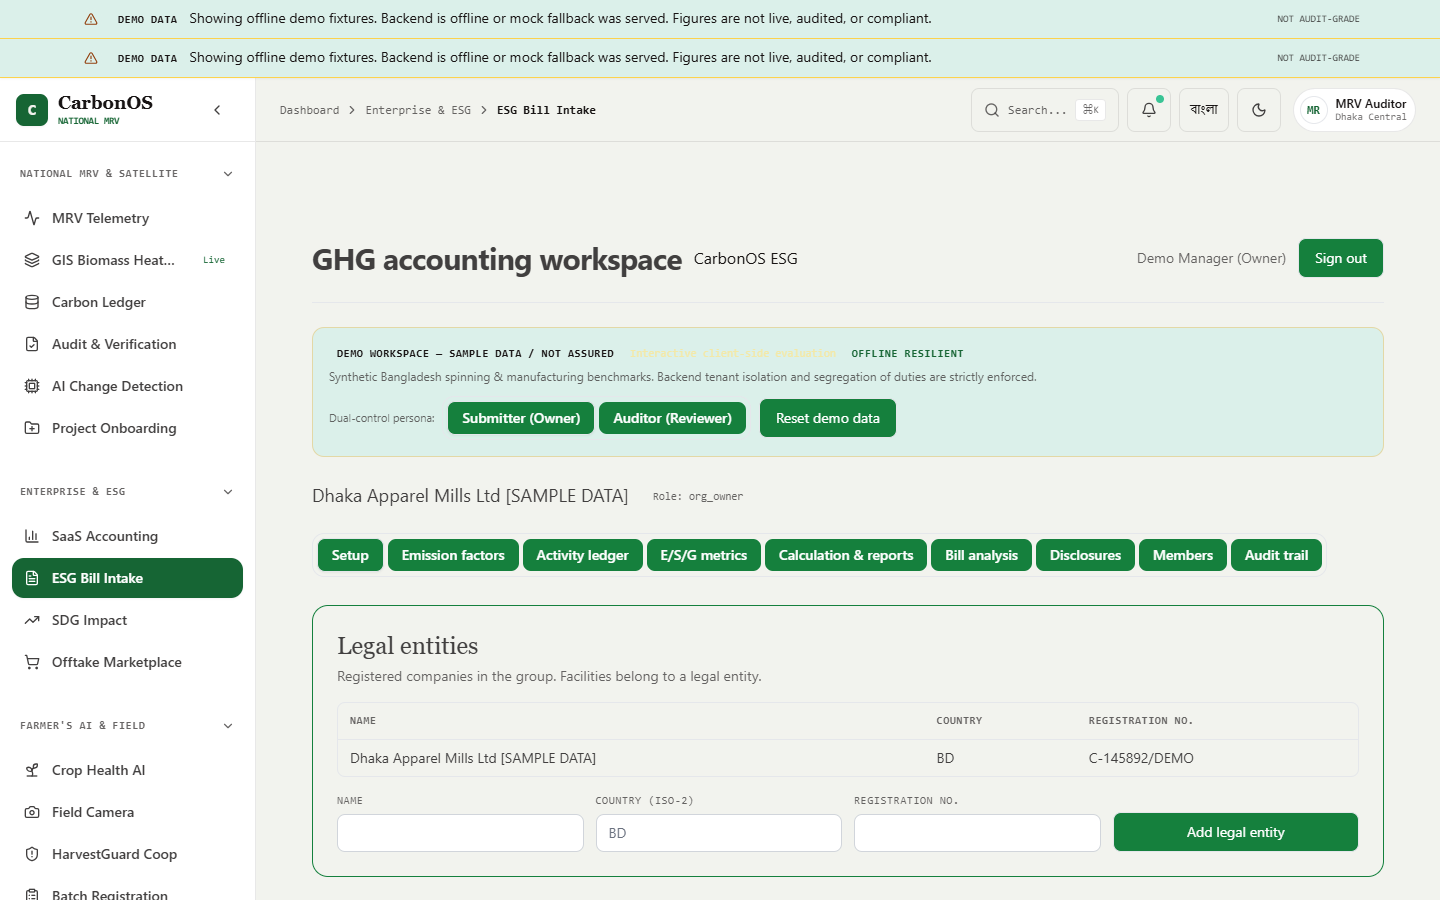 DEMO DATA Showing offline demo fixtures. Backend is offline or mock fallback was served. Figures are not live, audited, or compliant. NOT AUDIT-GRADE
DEMO DATA Showing offline demo fixtures. Backend is offline or mock fallback was served. Figures are not live, audited, or compliant. NOT AUDIT-GRADE
C CarbonOS
NATIONAL MRV
Dashboard > Enterprise & ESG > ESG Bill Intake
Search... ⌘K
বাংলা
MR MRV Auditor
Dhaka Central
NATIONAL MRV & SATELLITE
MRV Telemetry
GIS Biomass Heat... Live
Carbon Ledger
Audit & Verification
AI Change Detection
Project Onboarding
ENTERPRISE & ESG
SaaS Accounting
ESG Bill Intake
SDG Impact
Offtake Marketplace
FARMER'S AI & FIELD
Crop Health AI
Field Camera
HarvestGuard Coop
Batch Registration
GHG accounting workspace CarbonOS ESG
Demo Manager (Owner) Sign out
DEMO WORKSPACE — SAMPLE DATA / NOT ASSURED Interactive client-side evaluation OFFLINE RESILIENT
Synthetic Bangladesh spinning & manufacturing benchmarks. Backend tenant isolation and segregation of duties are strictly enforced.
Dual-control persona: Submitter (Owner) Auditor (Reviewer) Reset demo data
Dhaka Apparel Mills Ltd [SAMPLE DATA] Role: org_owner
Setup Emission factors Activity ledger E/S/G metrics Calculation & reports Bill analysis Disclosures Members Audit trail
Legal entities
Registered companies in the group. Facilities belong to a legal entity.
NAME COUNTRY REGISTRATION NO.
Dhaka Apparel Mills Ltd [SAMPLE DATA] BD C-145892/DEMO
NAME COUNTRY (ISO-2) REGISTRATION NO.
BD Add legal entity